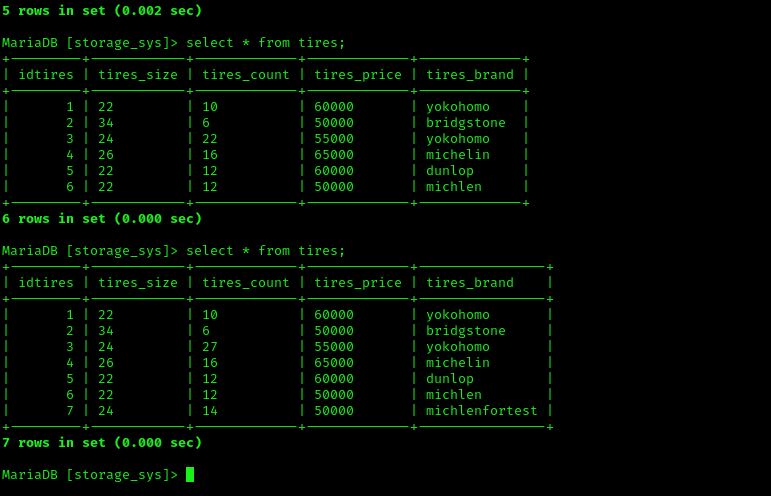 5 rows in set (0.002 sec)
MariaDB [storage_sys]> select * from tires;
+---------+------------+-------------+-------------+-------------+
| idtires | tires_size | tires_count | tires_price | tires_brand |
+---------+------------+-------------+-------------+-------------+
|       1 | 22         | 10          | 60000       | yokohomo    |
|       2 | 34         | 6           | 50000       | bridgstone  |
|       3 | 24         | 22          | 55000       | yokohomo    |
|       4 | 26         | 16          | 65000       | michelin    |
|       5 | 22         | 12          | 60000       | dunlop      |
|       6 | 22         | 12          | 50000       | michlen     |
+---------+------------+-------------+-------------+-------------+
6 rows in set (0.000 sec)
MariaDB [storage_sys]> select * from tires;
+---------+------------+-------------+-------------+----------------+
| idtires | tires_size | tires_count | tires_price | tires_brand    |
+---------+------------+-------------+-------------+----------------+
|       1 | 22         | 10          | 60000       | yokohomo       |
|       2 | 34         | 6           | 50000       | bridgstone     |
|       3 | 24         | 27          | 55000       | yokohomo       |
|       4 | 26         | 16          | 65000       | michelin       |
|       5 | 22         | 12          | 60000       | dunlop         |
|       6 | 22         | 12          | 50000       | michlen        |
|       7 | 24         | 14          | 50000       | michlenfortest |
+---------+------------+-------------+-------------+----------------+
7 rows in set (0.000 sec)
MariaDB [storage_sys]>